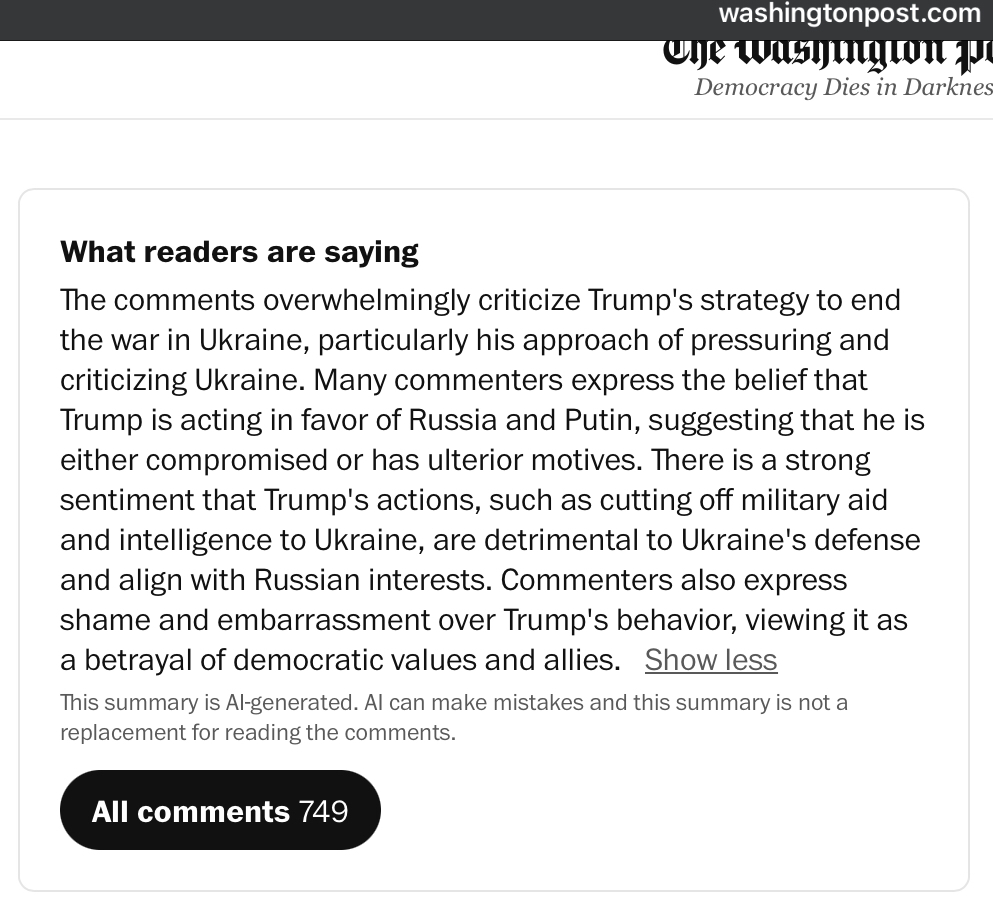 washingtonpost.com
The Washington Po
Democracy Dies in Darknes
What readers are saying
The comments overwhelmingly criticize Trump's strategy to end
the war in Ukraine, particularly his approach of pressuring and
criticizing Ukraine. Many commenters express the belief that
Trump is acting in favor of Russia and Putin, suggesting that he is
either compromised or has ulterior motives. There is a strong
sentiment that Trump's actions, such as cutting off military aid
and intelligence to Ukraine, are detrimental to Ukraine's defense
and align with Russian interests. Commenters also express
shame and embarrassment over Trump's behavior, viewing it as
a betrayal of democratic values and allies. Show less
This summary is AI-generated. AI can make mistakes and this summary is not a
replacement for reading the comments.
All comments 749